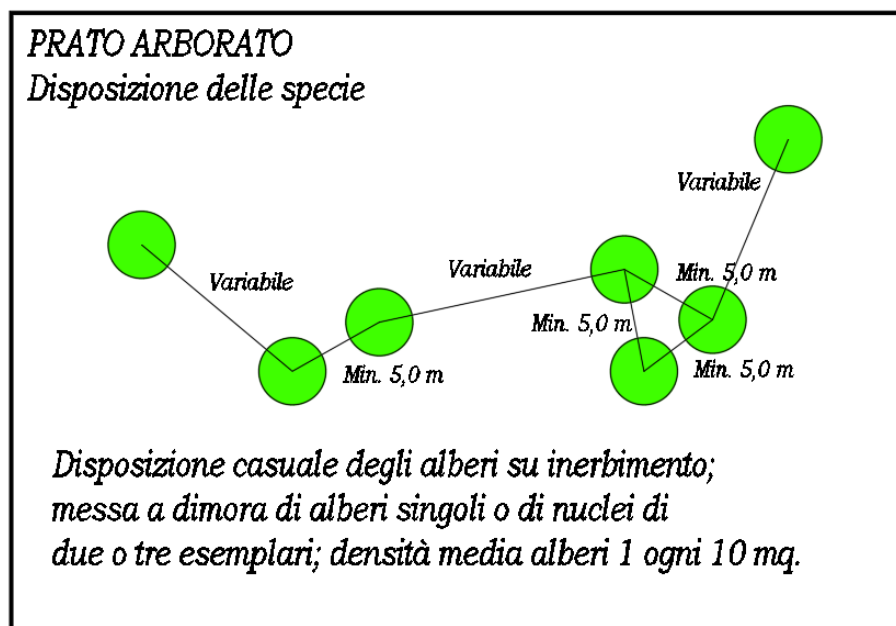 PRATO ARBORATO
Disposizione delle specie
Variabile
Variabile
Variabile
Min. 5,0 m
Min. 5,0 m
Min. 5,0 m
Min. 5,0 m
Disposizione casuale degli alberi su inerbimento;
messa a dimora di alberi singoli o di nuclei di
due o tre esemplari; densità media alberi 1 ogni 10 mq.